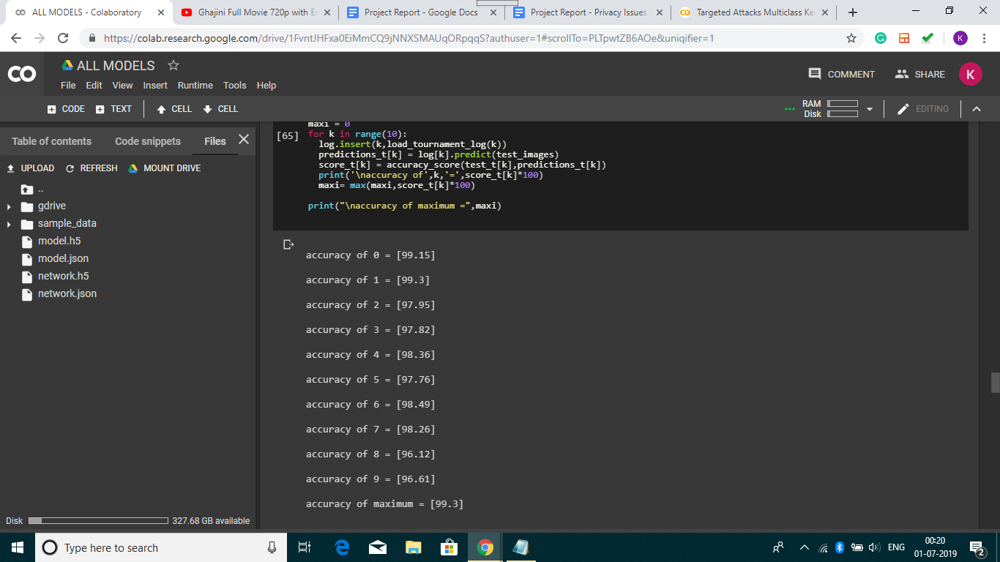 ALL MODELS - Colaboratory
Ghajini Full Movie 720p with E
Project Report - Google Docs
Project Report - Privacy Issues
Targeted Attacks Multiclass Ke
https://colab.research.google.com/drive/1FvntJHFxa0EiMmCQ9jNNXSMAUqORpqqS?authuser=1#scrollTo=PLTpwtZB6AOe&uniqifier=1
K
CO
ALL MODELS
File Edit View Insert Runtime Tools Help
COMMENT
SHARE
K
CODE
TEXT
CELL
CELL
RAM
Disk
EDITING
Table of contents
Code snippets
Files
UPLOAD
REFRESH
MOUNT DRIVE
..
gdrive
sample_data
model.h5
model.json
network.h5
network.json
Disk
327.68 GB available
maxi = 0
[65] for k in range(10):
log.insert(k,load_tournament_log(k))
predictions_t[k] = log[k].predict(test_images)
score_t[k] = accuracy_score(test_t[k],predictions_t[k])
print('\naccuracy of',k,'=',score_t[k]*100)
maxi= max(maxi,score_t[k]*100)
print("\naccuracy of maximum =",maxi)
accuracy of 0 = [99.15]
accuracy of 1 = [99.3]
accuracy of 2 = [97.95]
accuracy of 3 = [97.82]
accuracy of 4 = [98.36]
accuracy of 5 = [97.76]
accuracy of 6 = [98.49]
accuracy of 7 = [98.26]
accuracy of 8 = [96.12]
accuracy of 9 = [96.61]
accuracy of maximum = [99.3]
Type here to search
ENG
00:20
01-07-2019
2